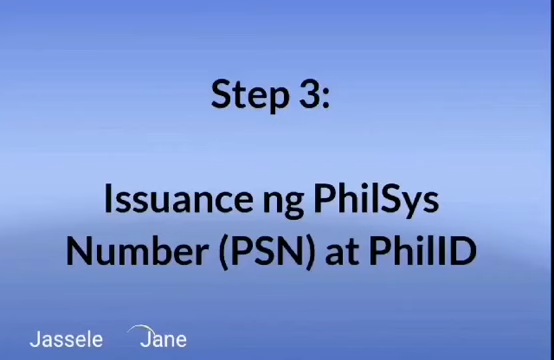 Step 3:
Issuance ng PhilSys
Number (PSN) at PhilID
Jassele Jane